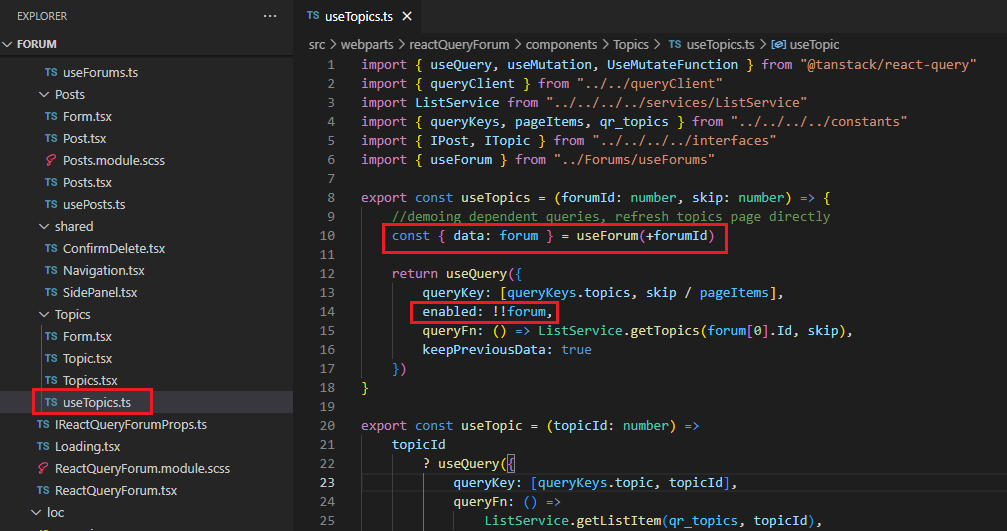 EXPLORER
···
FORUM
TS useForums.ts
Posts
TS Form.tsx
TS Post.tsx
Posts.module.scss
TS Posts.tsx
TS usePosts.ts
shared
TS ConfirmDelete.tsx
TS Navigation.tsx
TS SidePanel.tsx
Topics
TS Form.tsx
TS Topic.tsx
TS Topics.tsx
TS useTopics.ts
TS IReactQueryForumProps.ts
TS Loading.tsx
ReactQueryForum.module.scss
TS ReactQueryForum.tsx
loc
TS useTopics.ts ×
src > webparts > reactQueryForum > components > Topics > TS useTopics.ts > useTopic
1 import { useQuery, useMutation, UseMutateFunction } from "@tanstack/react-query"
2 import { queryClient } from "../../queryClient"
3 import ListService from "../../../../services/ListService"
4 import { queryKeys, pageItems, qr_topics } from "../../../../constants"
5 import { IPost, ITopic } from "../../../../interfaces"
6 import { useForum } from "../Forums/useForums"
7
8 export const useTopics = (forumId: number, skip: number) => {
9 //demoing dependent queries, refresh topics page directly
10 const { data: forum } = useForum(+forumId)
11
12 return useQuery({
13 queryKey: [queryKeys.topics, skip / pageItems],
14 enabled: !!forum,
15 queryFn: () => ListService.getTopics(forum[0].Id, skip),
16 keepPreviousData: true
17 })
18 }
19
20 export const useTopic = (topicId: number) =>
21 topicId
22 ? useQuery({
23 queryKey: [queryKeys.topic, topicId],
24 queryFn: () =>
25 ListService.getListItem(qr_topics, topicId),